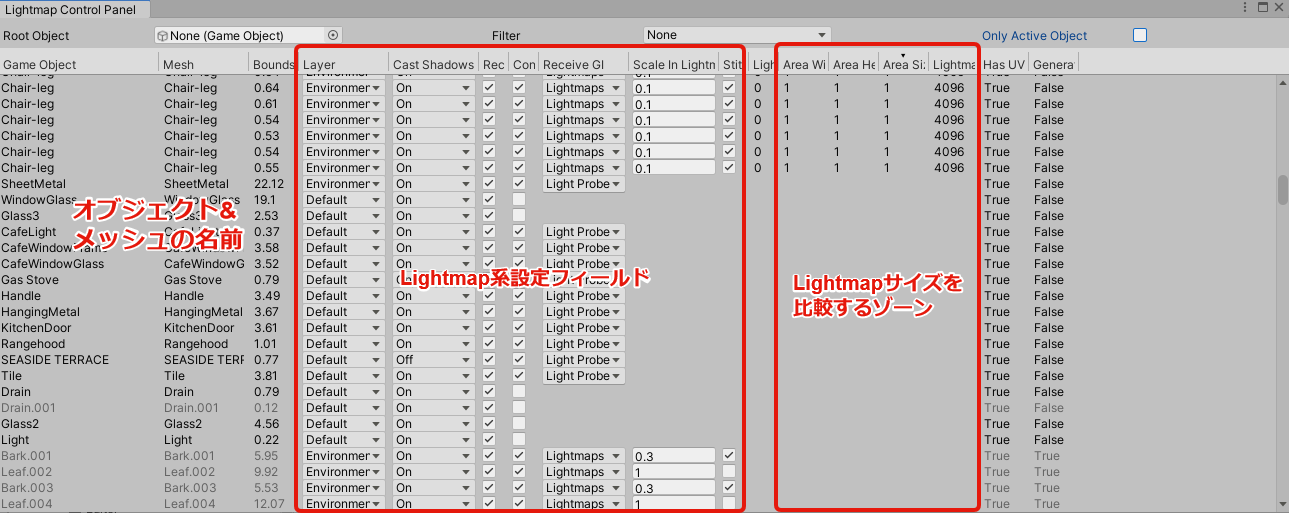 Lightmap Control Panel
Root Object None (Game Object) Filter None Only Active Object
Game Object Mesh Bounds Layer Cast Shadows Rec Con Receive GI Scale In Lightn Stit Ligh Area Wi Area He Area Siz Lightma Has UV Genera
Chair-leg Chair-leg 0.64 Environmer On Lightmaps 0.1 0 1 1 1 4096 True False
Chair-leg Chair-leg 0.61 Environmer On Lightmaps 0.1 0 1 1 1 4096 True False
Chair-leg Chair-leg 0.54 Environmer On Lightmaps 0.1 0 1 1 1 4096 True False
Chair-leg Chair-leg 0.53 Environmer On Lightmaps 0.1 0 1 1 1 4096 True False
Chair-leg Chair-leg 0.54 Environmer On Lightmaps 0.1 0 1 1 1 4096 True False
Chair-leg Chair-leg 0.55 Environmer On Lightmaps 0.1 0 1 1 1 4096 True False
SheetMetal SheetMetal 22.12 Environmer On Light Probe True False
WindowGlass WindowGlass 19.1 Default On True False
Glass3 2.53 Default On True False
オブジェクト&
メッシュの名前
CafeLight 0.37 Default On Light Probe True False
3.58 Default On Light Probe True False
CafeWindowGlass CafeWindowG 3.52 Default On Light Probe True False
Lightmap系設定フィールド
Lightmapサイズを
比較するゾーン
Gas Stove Gas Stove 0.79 Default Light Probe True False
Handle Handle 3.49 Default On Light Probe True False
HangingMetal HangingMetal 3.67 Default On Light Probe True False
KitchenDoor KitchenDoor 3.61 Default On Light Probe True False
Rangehood Rangehood 1.01 Default On Light Probe True False
SEASIDE TERRACE SEASIDE TERF 0.77 Default Off Light Probe True False
Tile Tile 3.81 Default On Light Probe True False
Drain Drain 0.79 Default On True False
Drain.001 Drain.001 0.12 Default On True False
Glass2 Glass2 4.56 Default On True False
Light Light 0.22 Default On True False
Bark.001 Bark.001 5.95 Environmer On Lightmaps 0.3 True True
Leaf.002 Leaf.002 9.92 Environmer On Lightmaps 1 True True
Bark.003 Bark.003 5.53 Environmer On Lightmaps 0.3 True True
Leaf.004 Leaf.004 12.07 Environmer On Lightmaps 1 True True